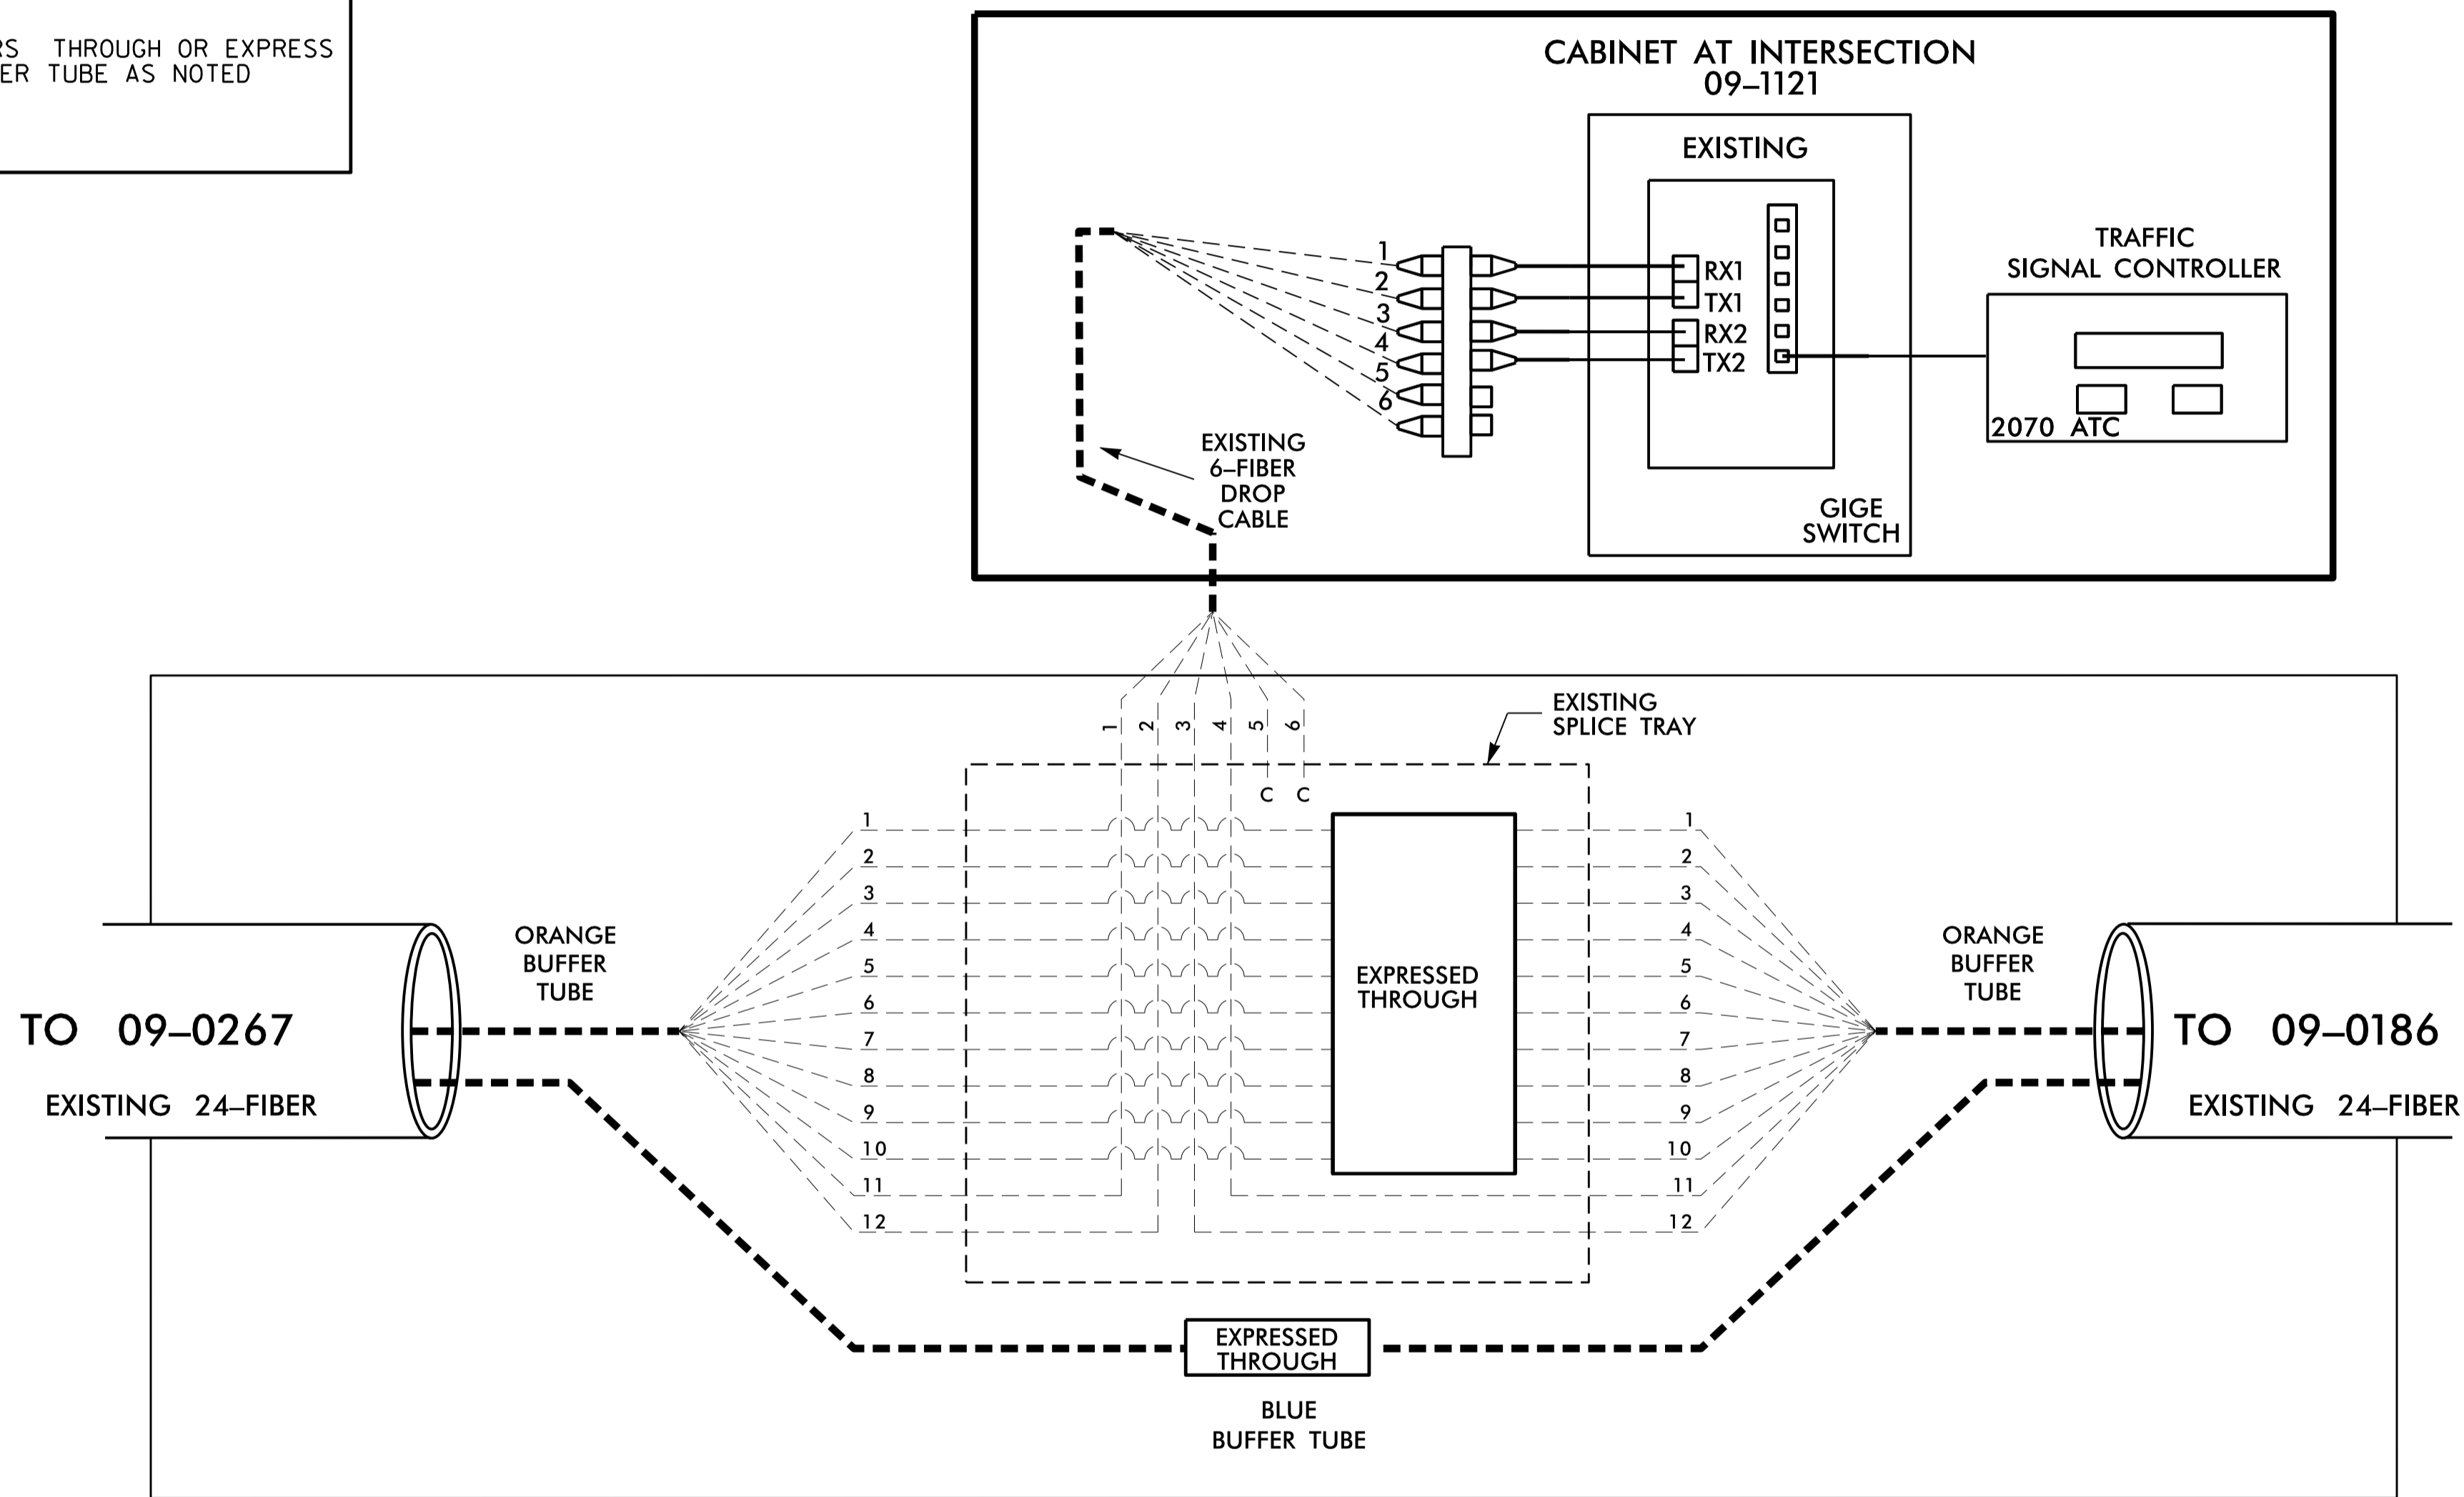 RS THROUGH OR EXPRESS
ER TUBE AS NOTED
CABINET AT INTERSECTION
09–1121
EXISTING
1
2
3
4
5
6
RX1
TX1
RX2
TX2
TRAFFIC
SIGNAL CONTROLLER
2070 ATC
GIGE
SWITCH
EXISTING
6–FIBER
DROP
CABLE
EXISTING
SPLICE TRAY
1 2 3 4 5 6
C C
1
2
3
4
5
6
7
8
9
10
11
12
EXPRESSED
THROUGH
1
2
3
4
5
6
7
8
9
10
11
12
ORANGE
BUFFER
TUBE
TO 09–0267
EXISTING 24–FIBER
ORANGE
BUFFER
TUBE
TO 09–0186
EXISTING 24–FIBER
EXPRESSED
THROUGH
BLUE
BUFFER TUBE